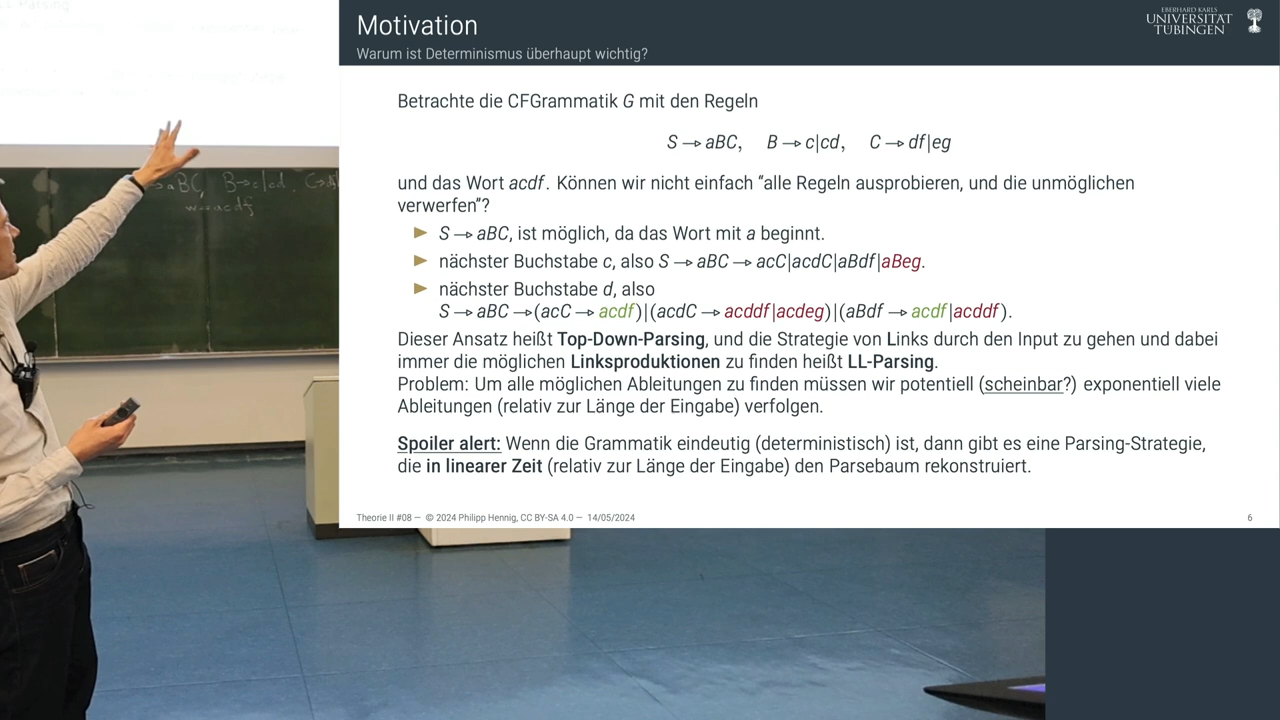 Motivation
Warum ist Determinismus überhaupt wichtig?
EBERHARD KARLS
UNIVERSITÄT
TÜBINGEN
Betrachte die CFGrammatik G mit den Regeln
S → aBC, B → c|cd, C → df|eg
und das Wort acdf. Können wir nicht einfach “alle Regeln ausprobieren, und die unmöglichen
verwerfen”?
► S → aBC, ist möglich, da das Wort mit a beginnt.
► nächster Buchstabe c, also S → aBC → acC|acdC|aBdf|aBeg.
► nächster Buchstabe d, also
S → aBC →(acC → acdf)|(acdC → acddf|acdeg)|(aBdf → acdf|acddf).
Dieser Ansatz heißt Top-Down-Parsing, und die Strategie von Links durch den Input zu gehen und dabei
immer die möglichen Linksproduktionen zu finden heißt LL-Parsing.
Problem: Um alle möglichen Ableitungen zu finden müssen wir potentiell (scheinbar?) exponentiell viele
Ableitungen (relativ zur Länge der Eingabe) verfolgen.
Spoiler alert: Wenn die Grammatik eindeutig (deterministisch) ist, dann gibt es eine Parsing-Strategie,
die in linearer Zeit (relativ zur Länge der Eingabe) den Parsebaum rekonstruiert.
Theorie II #08 — © 2024 Philipp Hennig, CC BY-SA 4.0 — 14/05/2024
6
→aBC, B→c|cd, C→df
w=acdf